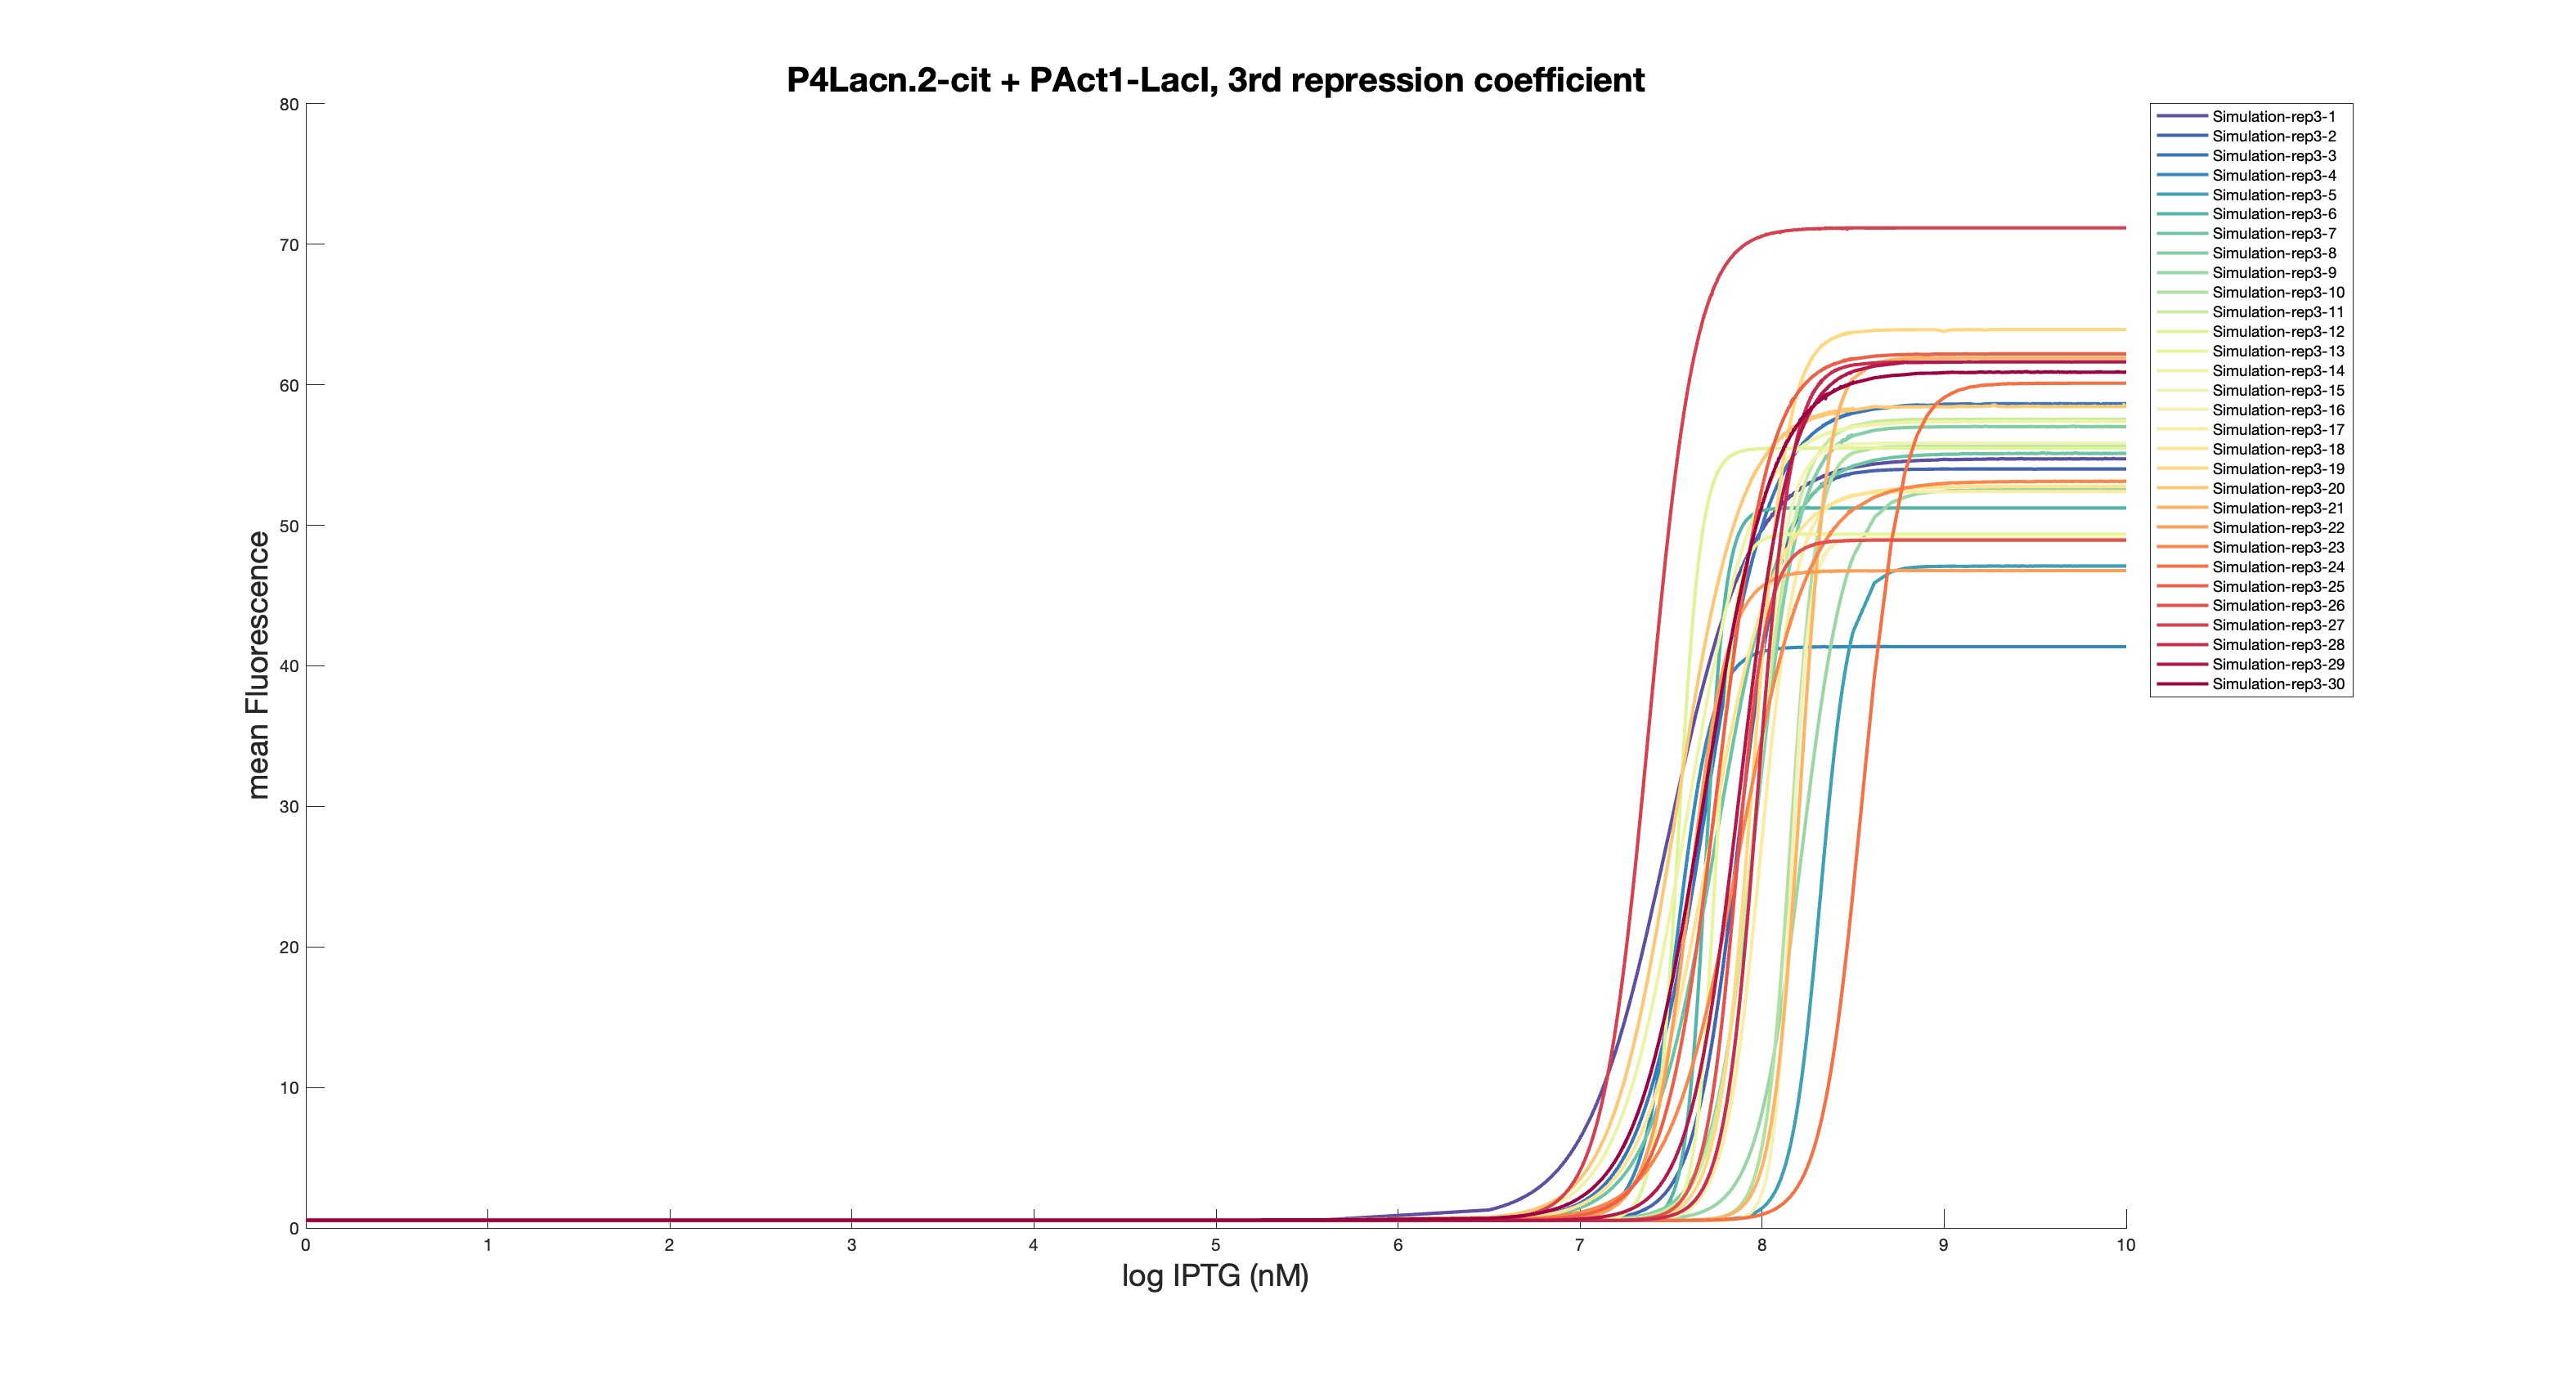 P4Lacn.2-cit + PAct1-LacI, 3rd repression coefficient
80
70
60
50
40
30
20
10
0
mean Fluorescence
0 1 2 3 4 5 6 7 8 9 10
log IPTG (nM)
Simulation-rep3-1
Simulation-rep3-2
Simulation-rep3-3
Simulation-rep3-4
Simulation-rep3-5
Simulation-rep3-6
Simulation-rep3-7
Simulation-rep3-8
Simulation-rep3-9
Simulation-rep3-10
Simulation-rep3-11
Simulation-rep3-12
Simulation-rep3-13
Simulation-rep3-14
Simulation-rep3-15
Simulation-rep3-16
Simulation-rep3-17
Simulation-rep3-18
Simulation-rep3-19
Simulation-rep3-20
Simulation-rep3-21
Simulation-rep3-22
Simulation-rep3-23
Simulation-rep3-24
Simulation-rep3-25
Simulation-rep3-26
Simulation-rep3-27
Simulation-rep3-28
Simulation-rep3-29
Simulation-rep3-30